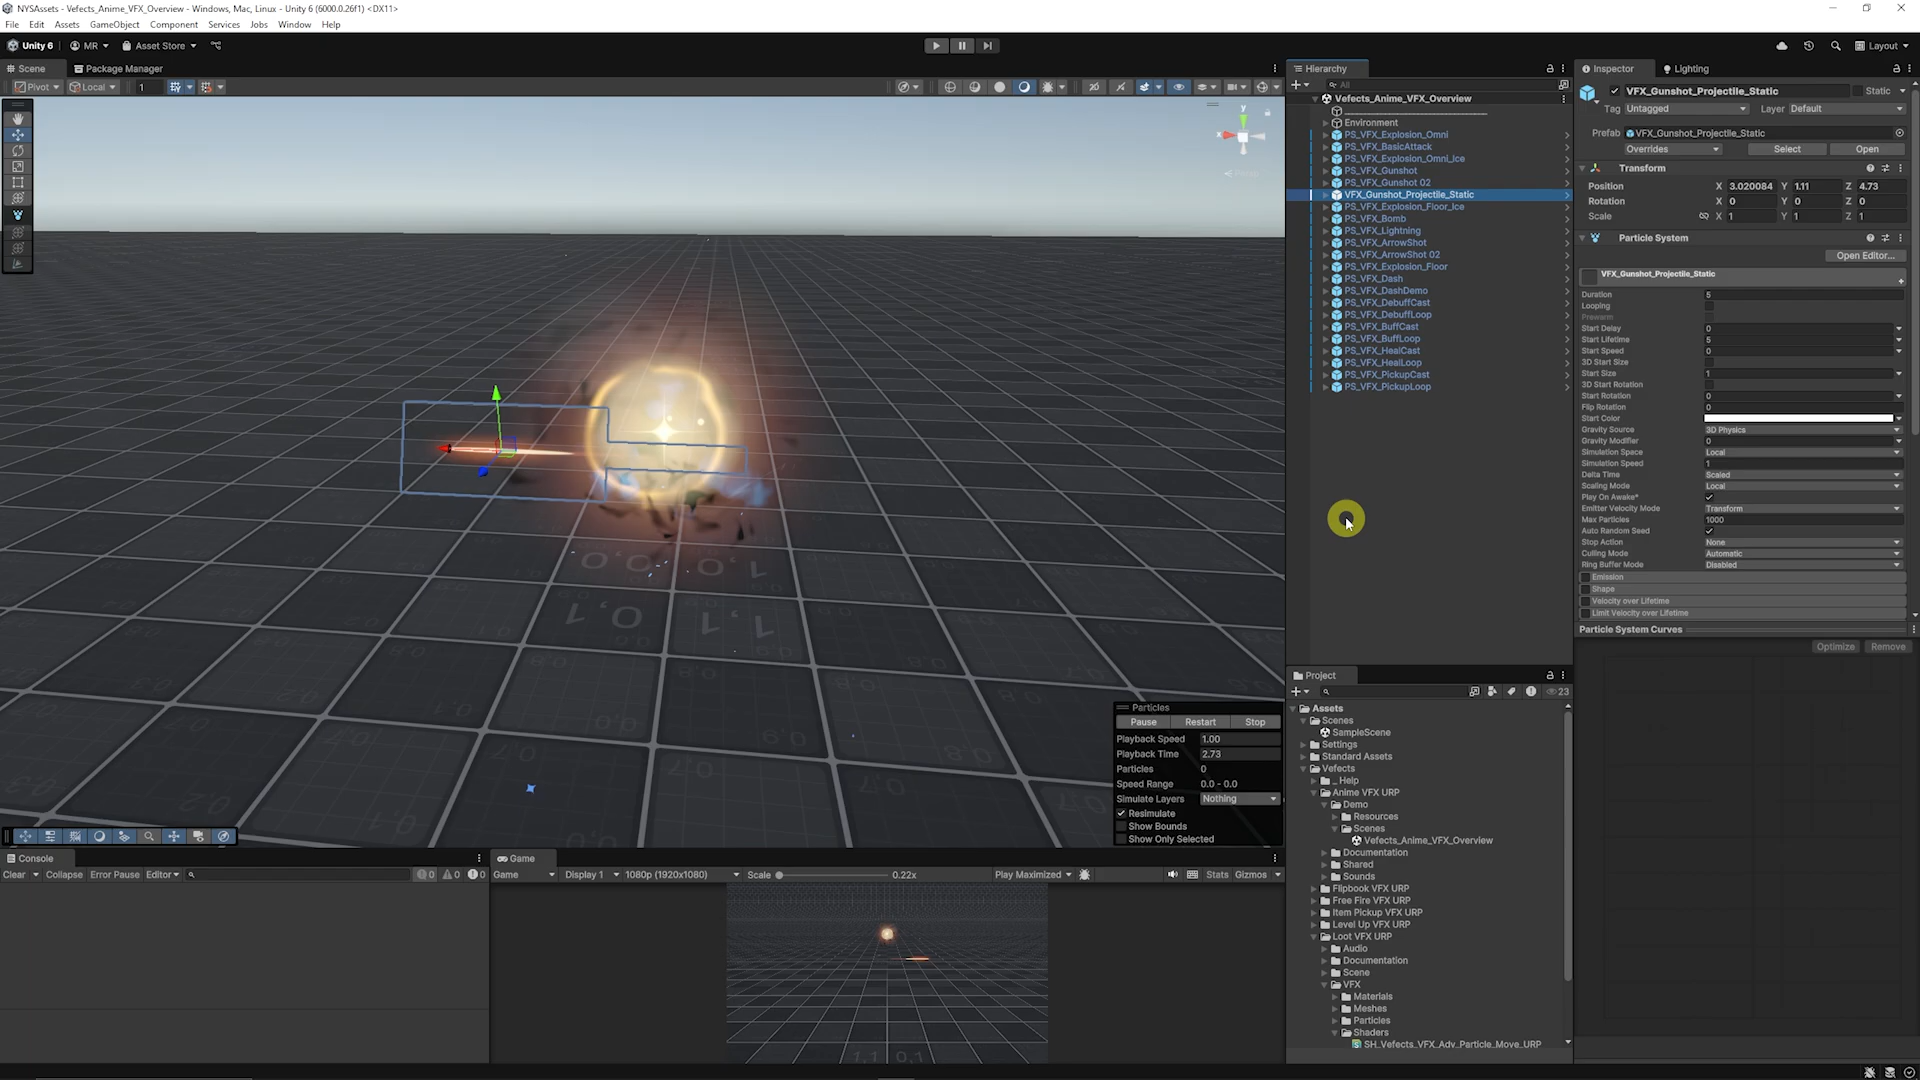 NYSAssets - Vefects_Anime_VFX_Overview - Windows, Mac, Linux - Unity 6 (6000.0.26f1) <DX11>
File Edit Assets GameObject Component Services Jobs Window Help
Unity 6 MR Asset Store Layout
Scene Package Manager
Pivot Local 1
y
x
Persp
Particles
Pause Restart Stop
Playback Speed 1.00
Playback Time 2.73
Particles 0
Speed Range 0.0 - 0.0
Simulate Layers Nothing
Resimulate
Show Bounds
Show Only Selected
Console
Clear Collapse Error Pause Editor 0 0 0
Game
Game Display 1 1080p (1920x1080) Scale 0.22x Play Maximized Stats Gizmos
Hierarchy
All
Vefects_Anime_VFX_Overview
Environment
PS_VFX_Explosion_Omni
PS_VFX_BasicAttack
PS_VFX_Explosion_Omni_Ice
PS_VFX_Gunshot
PS_VFX_Gunshot 02
VFX_Gunshot_Projectile_Static
PS_VFX_Explosion_Floor_Ice
PS_VFX_Bomb
PS_VFX_Lightning
PS_VFX_ArrowShot
PS_VFX_ArrowShot 02
PS_VFX_Explosion_Floor
PS_VFX_Dash
PS_VFX_DashDemo
PS_VFX_DebuffCast
PS_VFX_DebuffLoop
PS_VFX_BuffCast
PS_VFX_BuffLoop
PS_VFX_HealCast
PS_VFX_HealLoop
PS_VFX_PickupCast
PS_VFX_PickupLoop
Project
23
Assets
Scenes
SampleScene
Settings
Standard Assets
Vefects
_ Help
Anime VFX URP
Demo
Resources
Scenes
Vefects_Anime_VFX_Overview
Documentation
Shared
Sounds
Flipbook VFX URP
Free Fire VFX URP
Item Pickup VFX URP
Level Up VFX URP
Loot VFX URP
Audio
Documentation
Scene
VFX
Materials
Meshes
Particles
Shaders
SH_Vefects_VFX_Adv_Particle_Move_URP
Inspector Lighting
VFX_Gunshot_Projectile_Static Static
Tag Untagged Layer Default
Prefab VFX_Gunshot_Projectile_Static
Overrides Select Open
Transform
Position X 3.020084 Y 1.11 Z 4.73
Rotation X 0 Y 0 Z 0
Scale X 1 Y 1 Z 1
Particle System
Open Editor...
VFX_Gunshot_Projectile_Static
Duration 5
Looping
Prewarm
Start Delay 0
Start Lifetime 5
Start Speed 0
3D Start Size
Start Size 1
3D Start Rotation
Start Rotation 0
Flip Rotation 0
Start Color
Gravity Source 3D Physics
Gravity Modifier 0
Simulation Space Local
Simulation Speed 1
Delta Time Scaled
Scaling Mode Local
Play On Awake*
Emitter Velocity Mode Transform
Max Particles 1000
Auto Random Seed
Stop Action None
Culling Mode Automatic
Ring Buffer Mode Disabled
Emission
Shape
Velocity over Lifetime
Limit Velocity over Lifetime
Particle System Curves
Optimize Remove